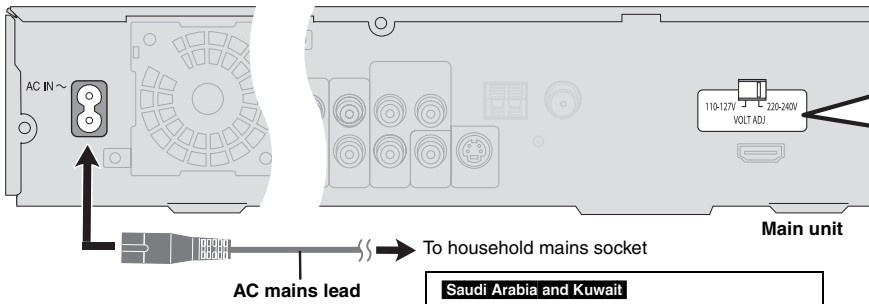 AC IN ~
110-127V 220-240V
VOLT ADJ
Main unit
To household mains socket
AC mains lead
Saudi Arabia and Kuwait